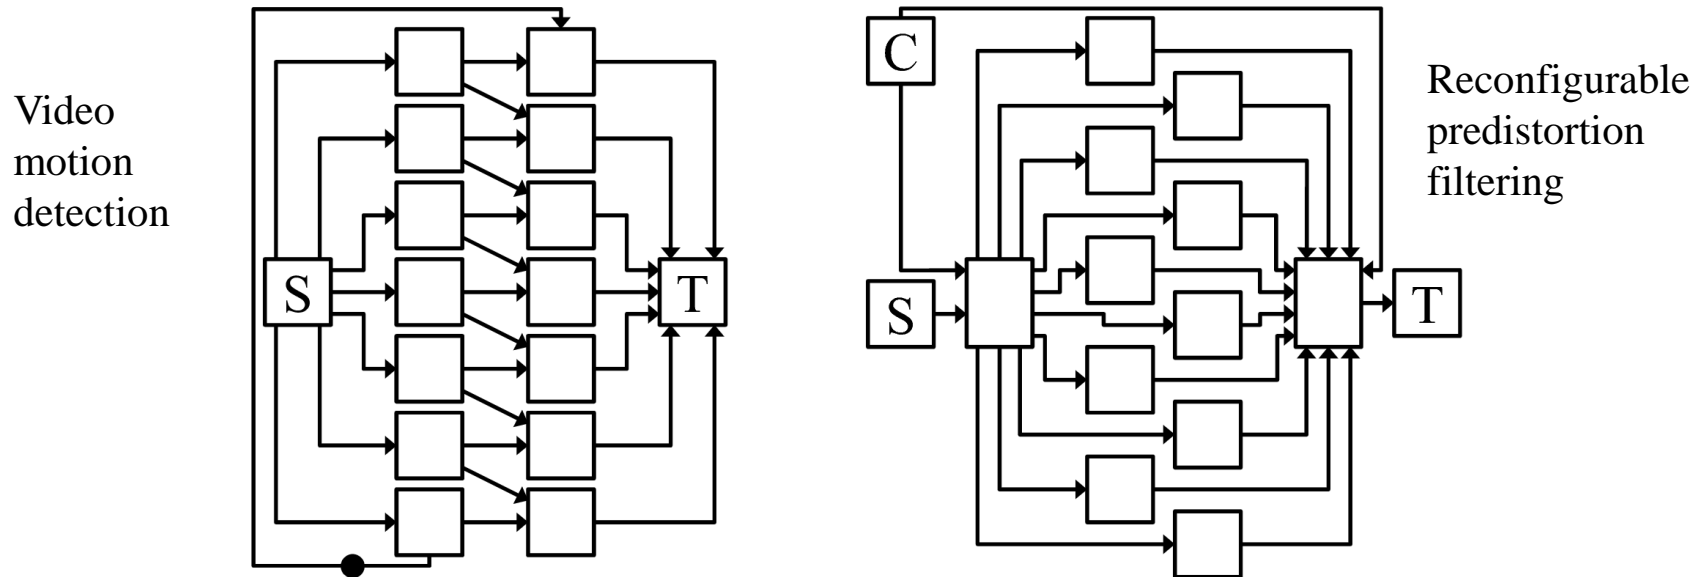 Video
motion
detection
S
T
C
S
T
Reconfigurable
predistortion
filtering